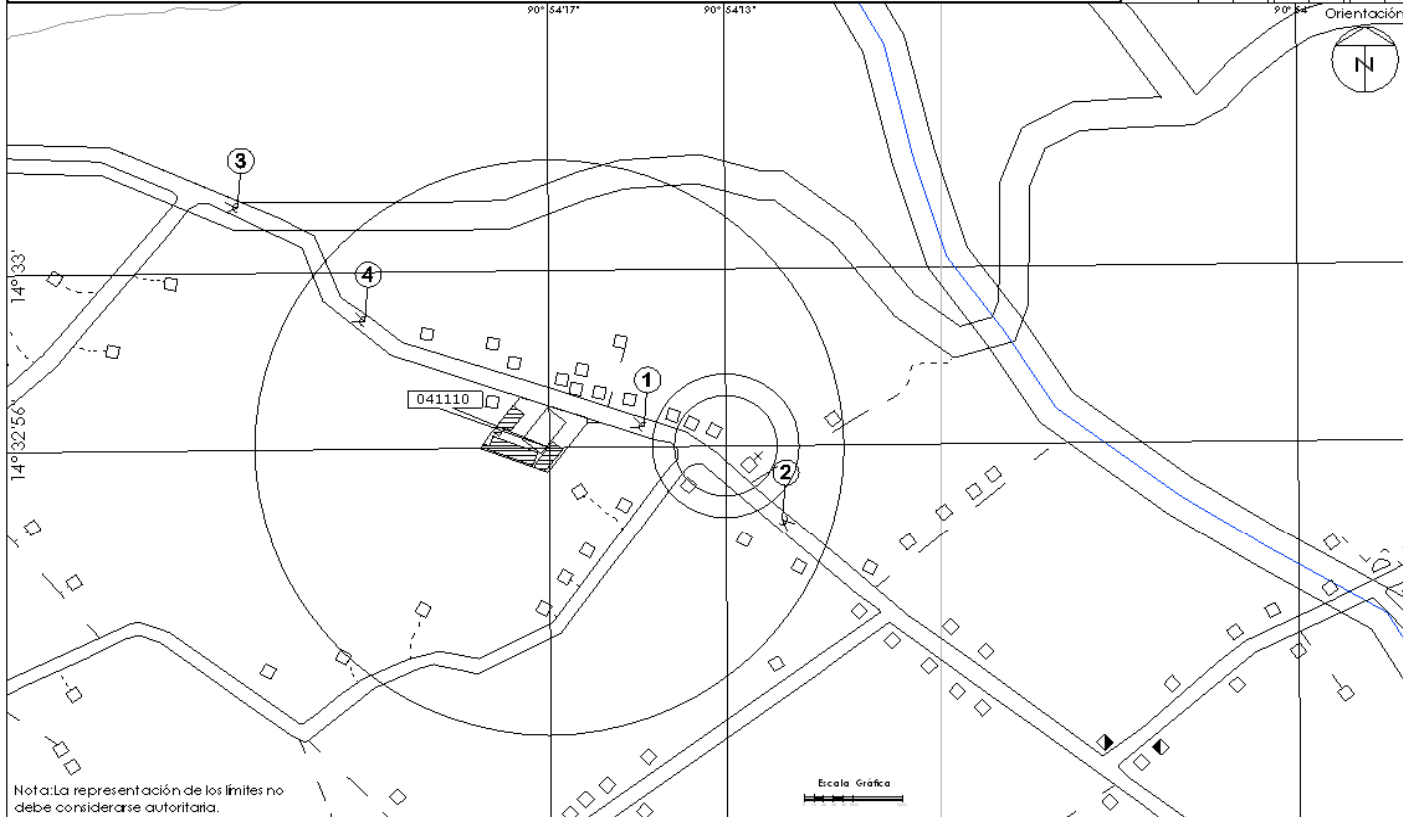 90°54'17"
90°54'13"
90°54'
Orientación
N
3
14°33'
4
1
041110
14°32'56"
2
Nota:La representación de los límites no
debe considerarse autoritaria.
Escala Gráfica